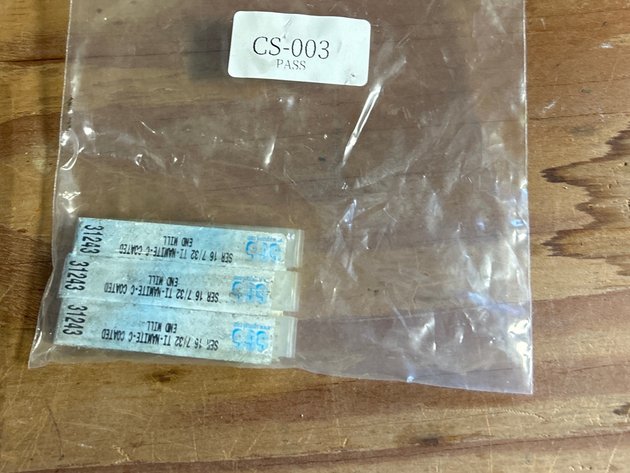 CS-003
PASS
SER 16 7/32 TI-NAMITE-C COATED
END MILL
31243
SER 16 7/32 TI-NAMITE-C COATED
END MILL
31243
SER 16 7/32 TI-NAMITE-C COATED
END MILL
31243